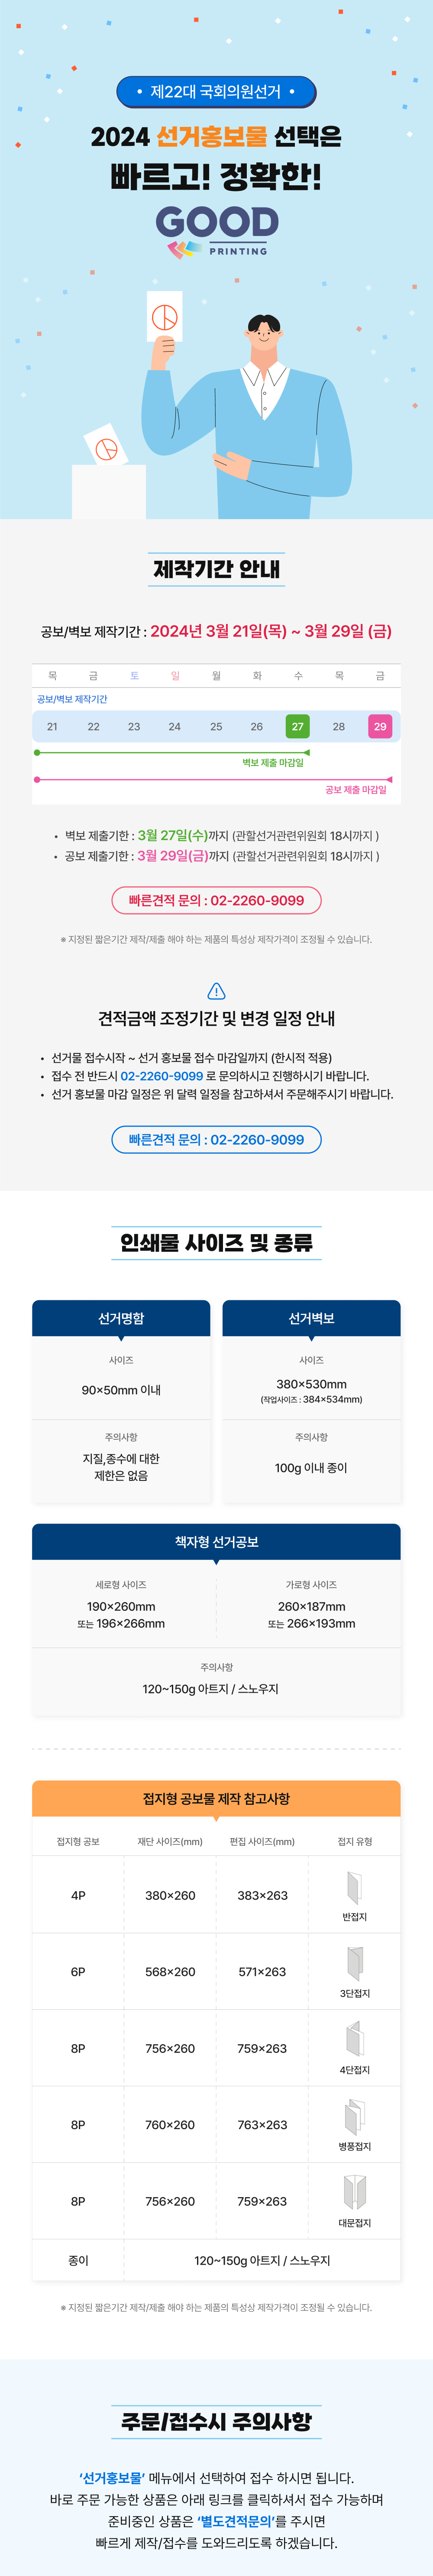 • 제22대 국회의원선거 •
2024 선거홍보물 선택은
빠르고! 정확한!
GOOD
PRINTING
제작기간 안내
공보/벽보 제작기간 : 2024년 3월 21일(목) ~ 3월 29일 (금)
목 금 토 일 월 화 수 목 금
공보/벽보 제작기간
21 22 23 24 25 26 27 28 29
벽보 제출 마감일
공보 제출 마감일
• 벽보 제출기한 : 3월 27일(수)까지 (관할선거관련위원회 18시까지 )
• 공보 제출기한 : 3월 29일(금)까지 (관할선거관련위원회 18시까지 )
빠른견적 문의 : 02-2260-9099
※ 지정된 짧은기간 제작/제출 해야 하는 제품의 특성상 제작가격이 조정될 수 있습니다.
견적금액 조정기간 및 변경 일정 안내
• 선거물 접수시작 ~ 선거 홍보물 접수 마감일까지 (한시적 적용)
• 접수 전 반드시 02-2260-9099 로 문의하시고 진행하시기 바랍니다.
• 선거 홍보물 마감 일정은 위 달력 일정을 참고하셔서 주문해주시기 바랍니다.
빠른견적 문의 : 02-2260-9099
인쇄물 사이즈 및 종류
선거명함
사이즈
90×50mm 이내
주의사항
지질,종수에 대한
제한은 없음
선거벽보
사이즈
380×530mm
(작업사이즈 : 384×534mm)
주의사항
100g 이내 종이
책자형 선거공보
세로형 사이즈
190×260mm
또는 196×266mm
가로형 사이즈
260×187mm
또는 266×193mm
주의사항
120~150g 아트지 / 스노우지
접지형 공보물 제작 참고사항
접지형 공보 재단 사이즈(mm) 편집 사이즈(mm) 접지 유형
4P 380×260 383×263 반접지
6P 568×260 571×263 3단접지
8P 756×260 759×263 4단접지
8P 760×260 763×263 병풍접지
8P 756×260 759×263 대문접지
종이 120~150g 아트지 / 스노우지
※ 지정된 짧은기간 제작/제출 해야 하는 제품의 특성상 제작가격이 조정될 수 있습니다.
주문/접수시 주의사항
‘선거홍보물’ 메뉴에서 선택하여 접수 하시면 됩니다.
바로 주문 가능한 상품은 아래 링크를 클릭하셔서 접수 가능하며
준비중인 상품은 ‘별도견적문의’를 주시면
빠르게 제작/접수를 도와드리도록 하겠습니다.